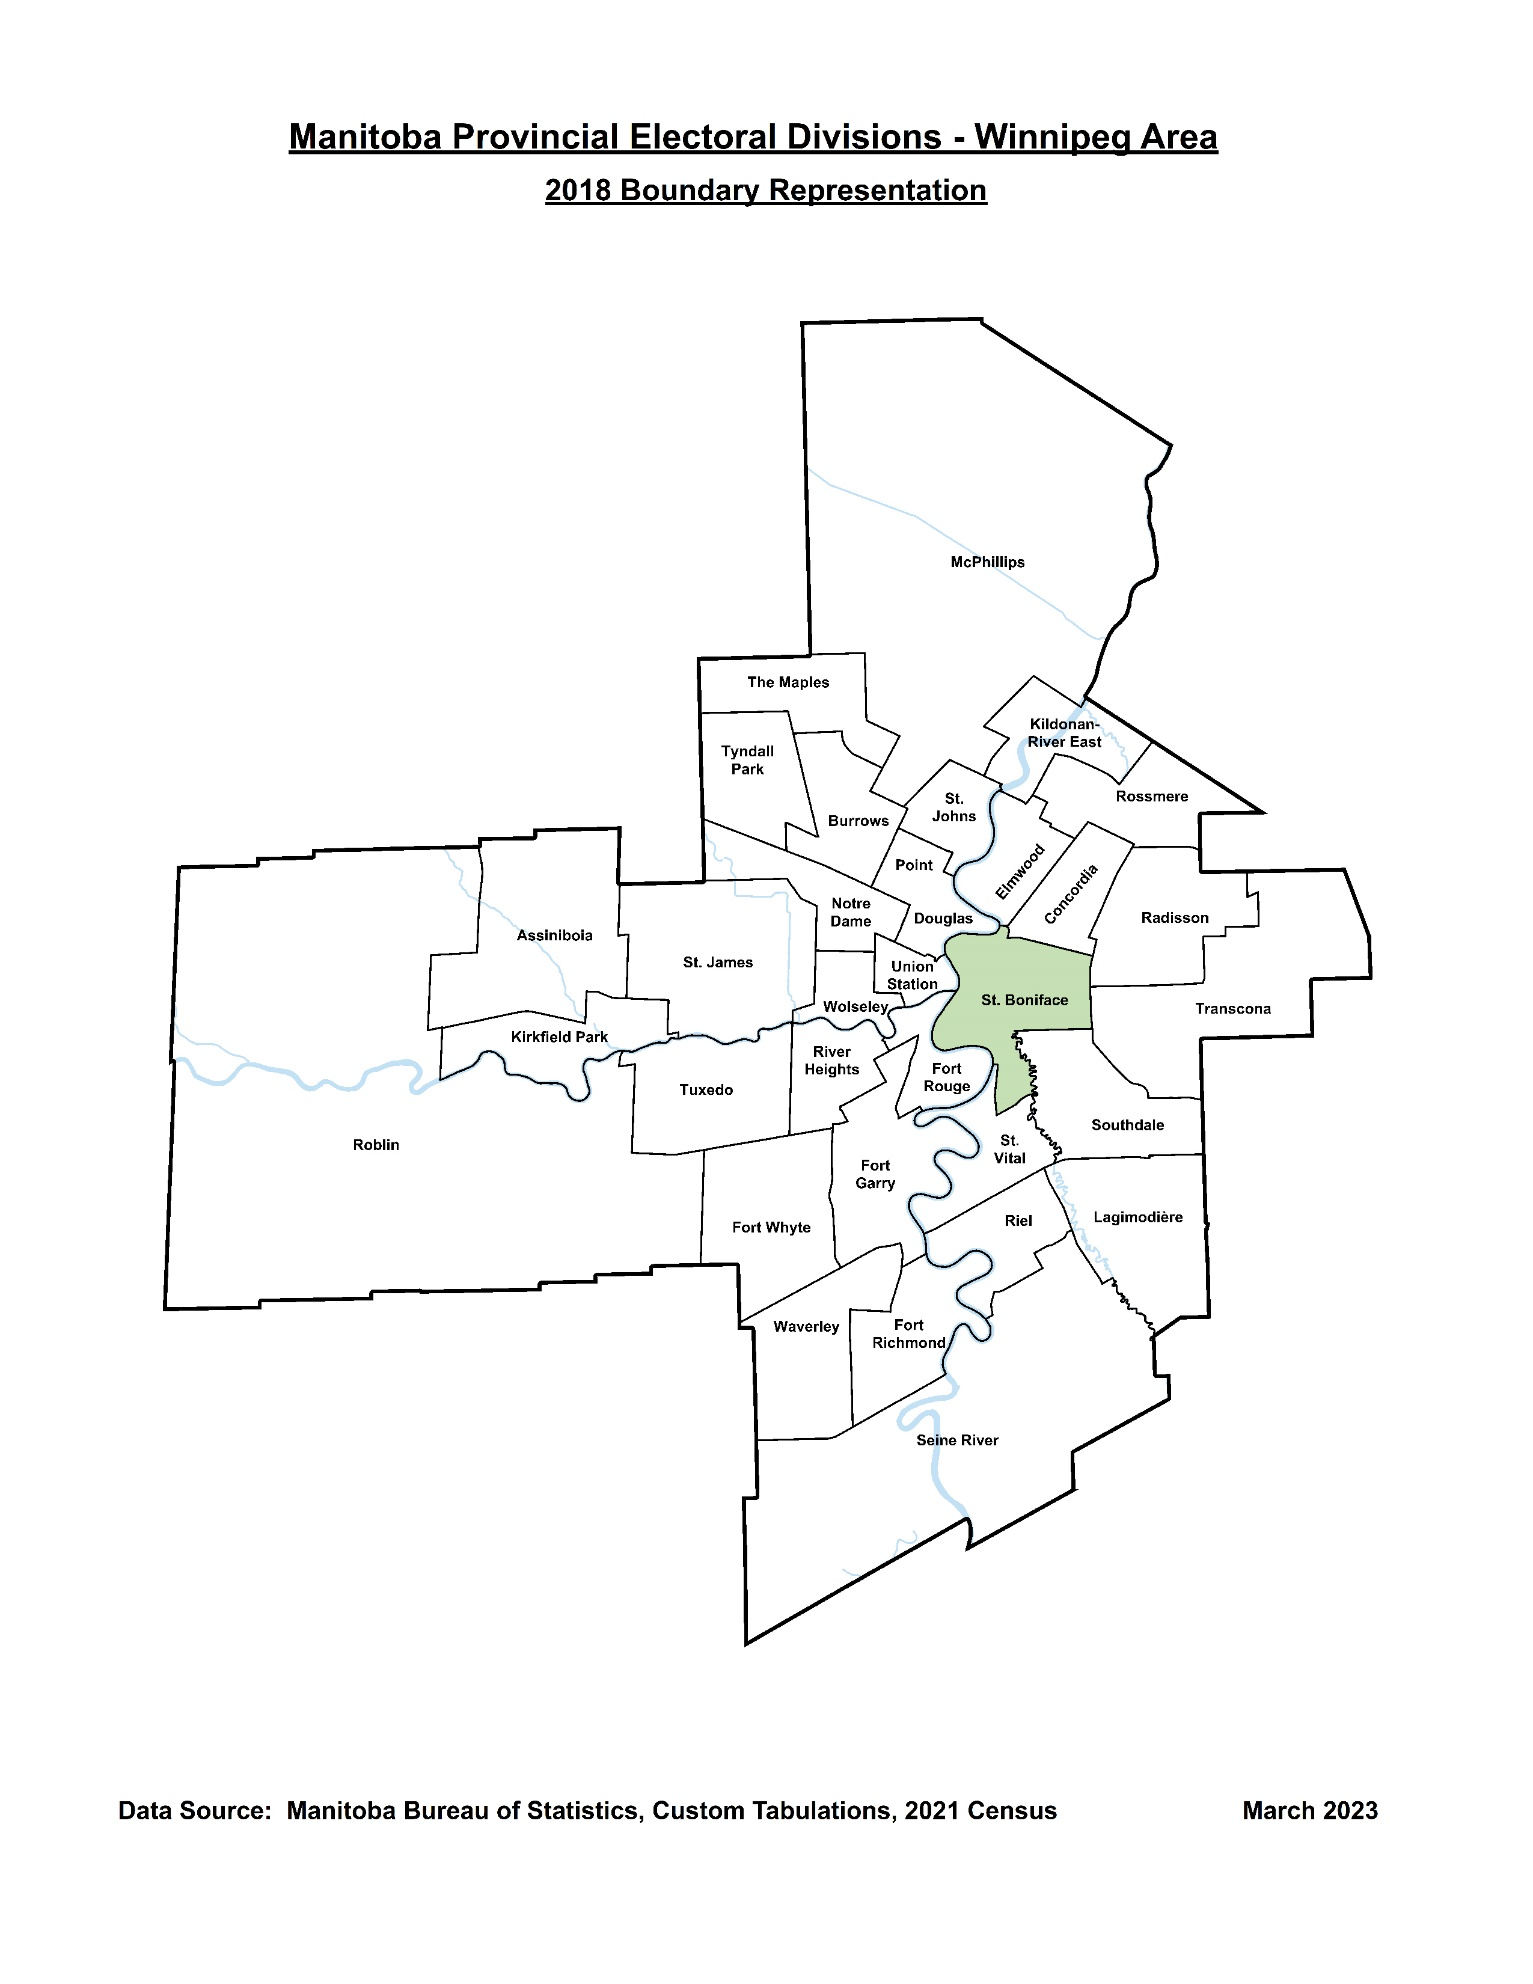 Manitoba Provincial Electoral Divisions - Winnipeg Area
2018 Boundary Representation
McPhillips
The Maples
Kildonan-
River East
Tyndall
Park
Rossmere
St.
Johns
Burrows
Point
Elmwood
Concordia
Notre
Dame
Douglas
Radisson
Assiniboia
St. James
Union
Station
St. Boniface
Wolseley
Transcona
Kirkfield Park
River
Heights
Fort
Rouge
Tuxedo
Southdale
Roblin
St.
Vital
Fort
Garry
Fort Whyte
Riel
Lagimodière
Waverley
Fort
Richmond
Seine River
Data Source:  Manitoba Bureau of Statistics, Custom Tabulations, 2021 Census
March 2023